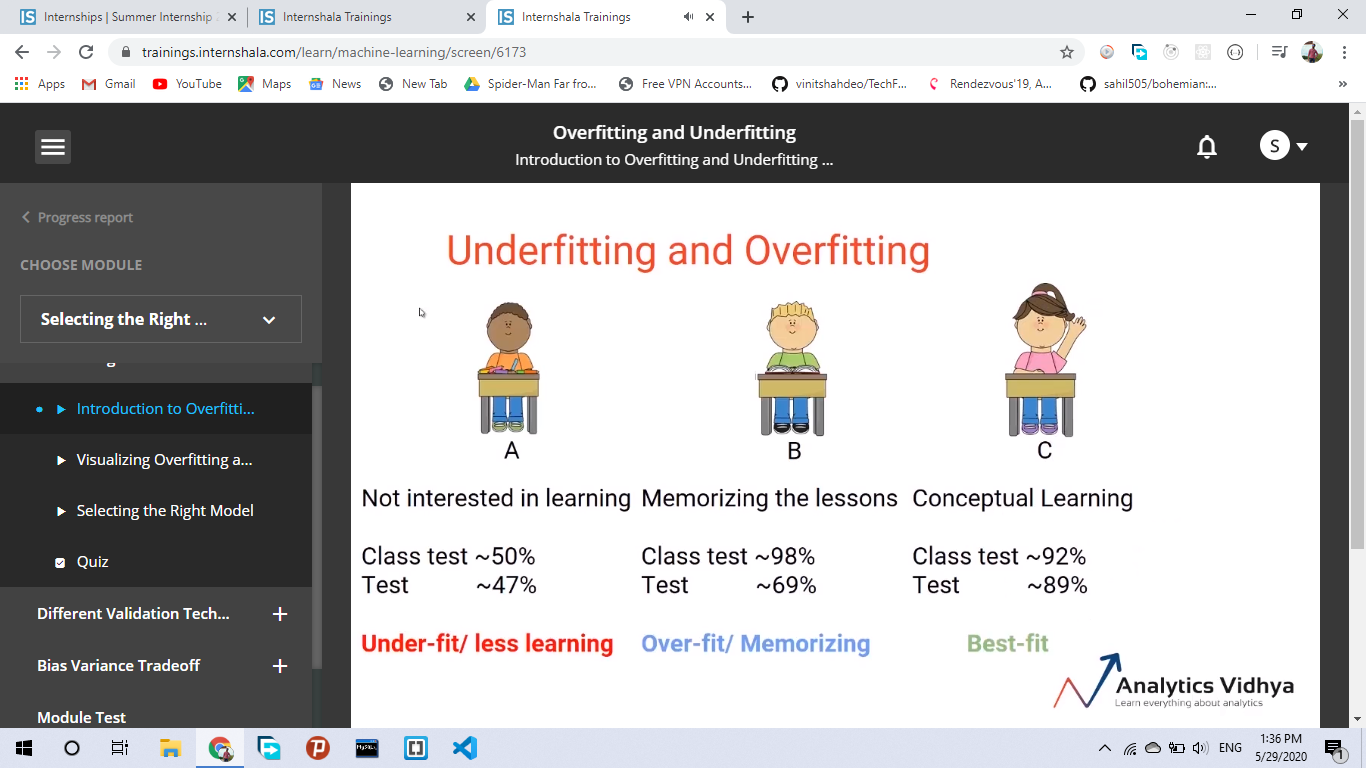 Internships | Summer Internship
Internshala Trainings
Internshala Trainings
trainings.internshala.com/learn/machine-learning/screen/6173
Apps
Gmail
YouTube
Maps
News
New Tab
Spider-Man Far fro...
Free VPN Accounts...
vinitshahdeo/TechF...
Rendezvous'19, A...
sahil505/bohemian:...
»
Overfitting and Underfitting
Introduction to Overfitting and Underfitting ...
S
Progress report
CHOOSE MODULE
Selecting the Right ...
Introduction to Overfitti...
Visualizing Overfitting a...
Selecting the Right Model
Quiz
Different Validation Tech...
Bias Variance Tradeoff
Module Test
Underfitting and Overfitting
A B C
Not interested in learning Memorizing the lessons Conceptual Learning
Class test ~50% Class test ~98% Class test ~92%
Test ~47% Test ~69% Test ~89%
Under-fit/ less learning Over-fit/ Memorizing Best-fit
Analytics Vidhya
Learn everything about analytics
ENG
1:36 PM
5/29/2020
1